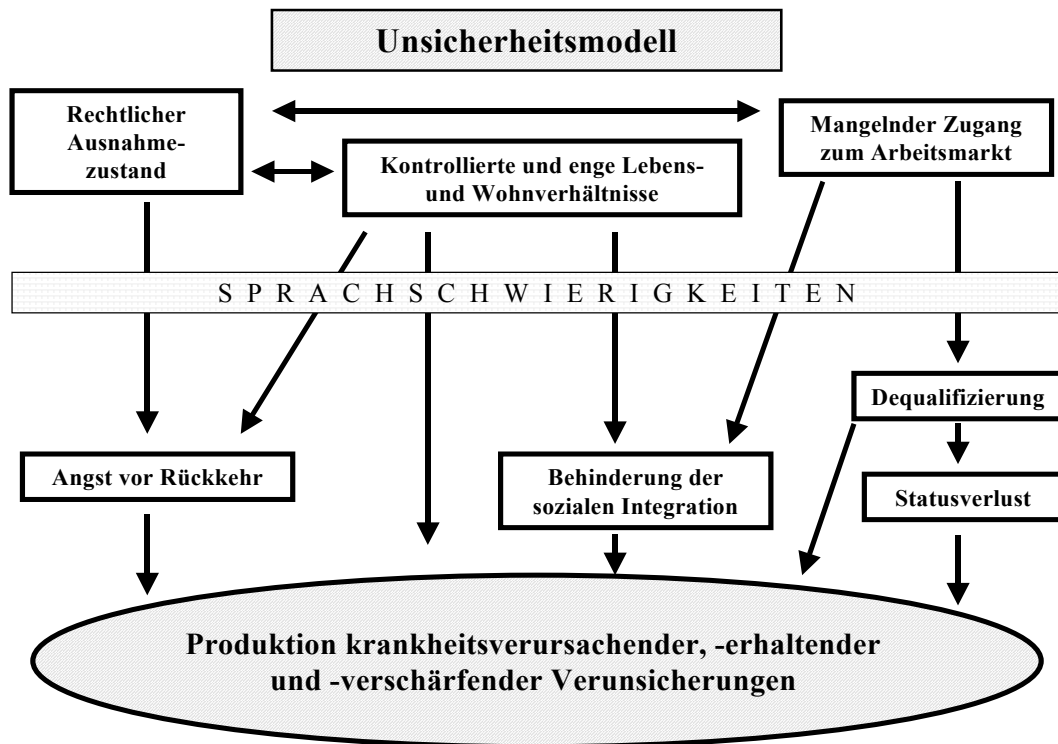 Unsicherheitsmodell
Rechtlicher
Ausnahme-
zustand
Kontrollierte und enge Lebens-
und Wohnverhältnisse
Mangelnder Zugang
zum Arbeitsmarkt
SPRACHSCHWIERIGKEITEN
Dequalifizierung
Angst vor Rückkehr
Behinderung der
sozialen Integration
Statusverlust
Produktion krankheitsverursachender, -erhaltender
und -verschärfender Verunsicherungen